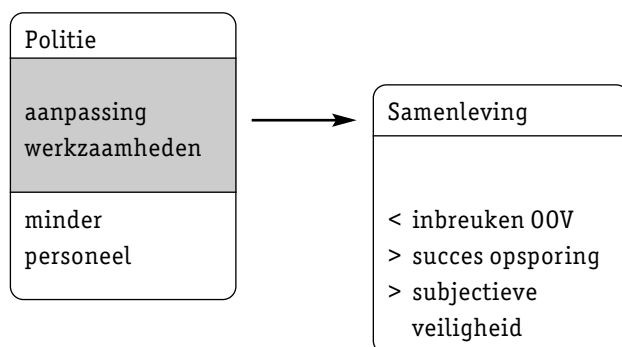 Politie
aanpassing
werkzaamheden
minder
personeel
Samenleving
< inbreuken OOV
> succes opsporing
> subjectieve
veiligheid